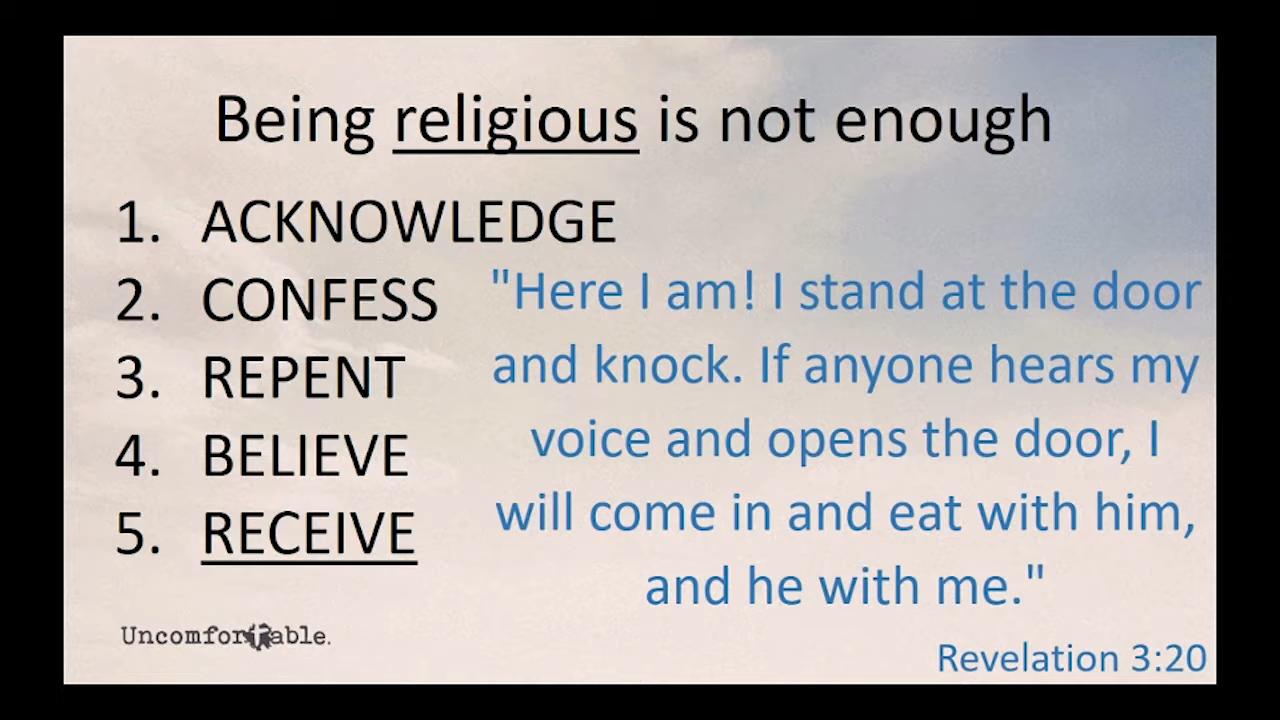 Being religious is not enough
1. ACKNOWLEDGE
2. CONFESS
3. REPENT
4. BELIEVE
5. RECEIVE
"Here I am! I stand at the door
and knock. If anyone hears my
voice and opens the door, I
will come in and eat with him,
and he with me."
Revelation 3:20
Uncomfortable.